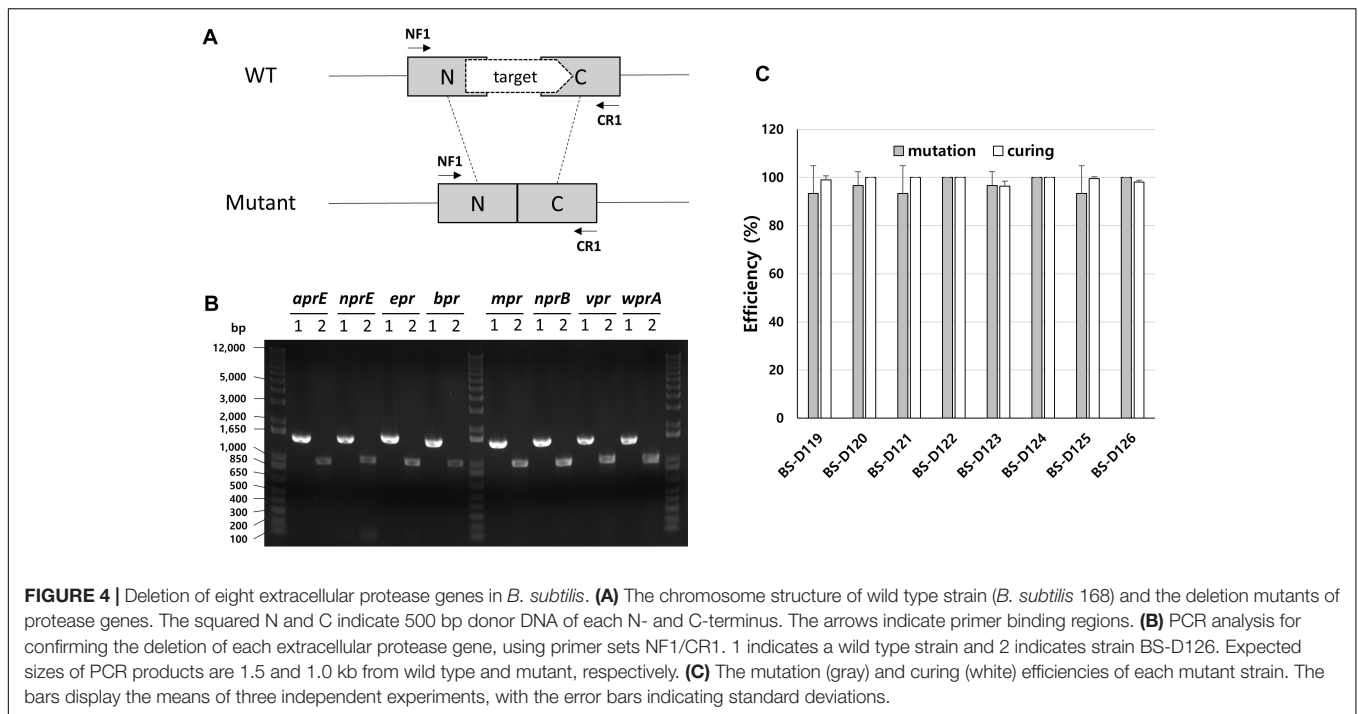 A
NF1
WT
N
target
C
CR1
NF1
Mutant
N
C
CR1
B
aprE nprE epr bpr mpr nprB vpr wprA
bp 1 2 1 2 1 2 1 2 1 2 1 2 1 2 1 2
12,000
5,000
3,000
2,000
1,650
1,000
850
650
500
400
300
200
100
C
120
mutation curing
100
80
60
40
20
0
Efficiency (%)
BS-D119 BS-D120 BS-D121 BS-D122 BS-D123 BS-D124 BS-D125 BS-D126
FIGURE 4 | Deletion of eight extracellular protease genes in B. subtilis. (A) The chromosome structure of wild type strain (B. subtilis 168) and the deletion mutants of
protease genes. The squared N and C indicate 500 bp donor DNA of each N- and C-terminus. The arrows indicate primer binding regions. (B) PCR analysis for
confirming the deletion of each extracellular protease gene, using primer sets NF1/CR1. 1 indicates a wild type strain and 2 indicates strain BS-D126. Expected
sizes of PCR products are 1.5 and 1.0 kb from wild type and mutant, respectively. (C) The mutation (gray) and curing (white) efficiencies of each mutant strain. The
bars display the means of three independent experiments, with the error bars indicating standard deviations.